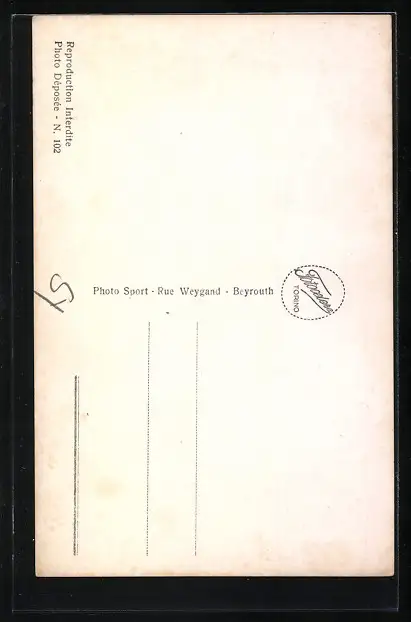 Reproduction Interdite
Photo Déposée - N. 102
Photo Sport - Rue Weygand - Beyrouth
TORINO